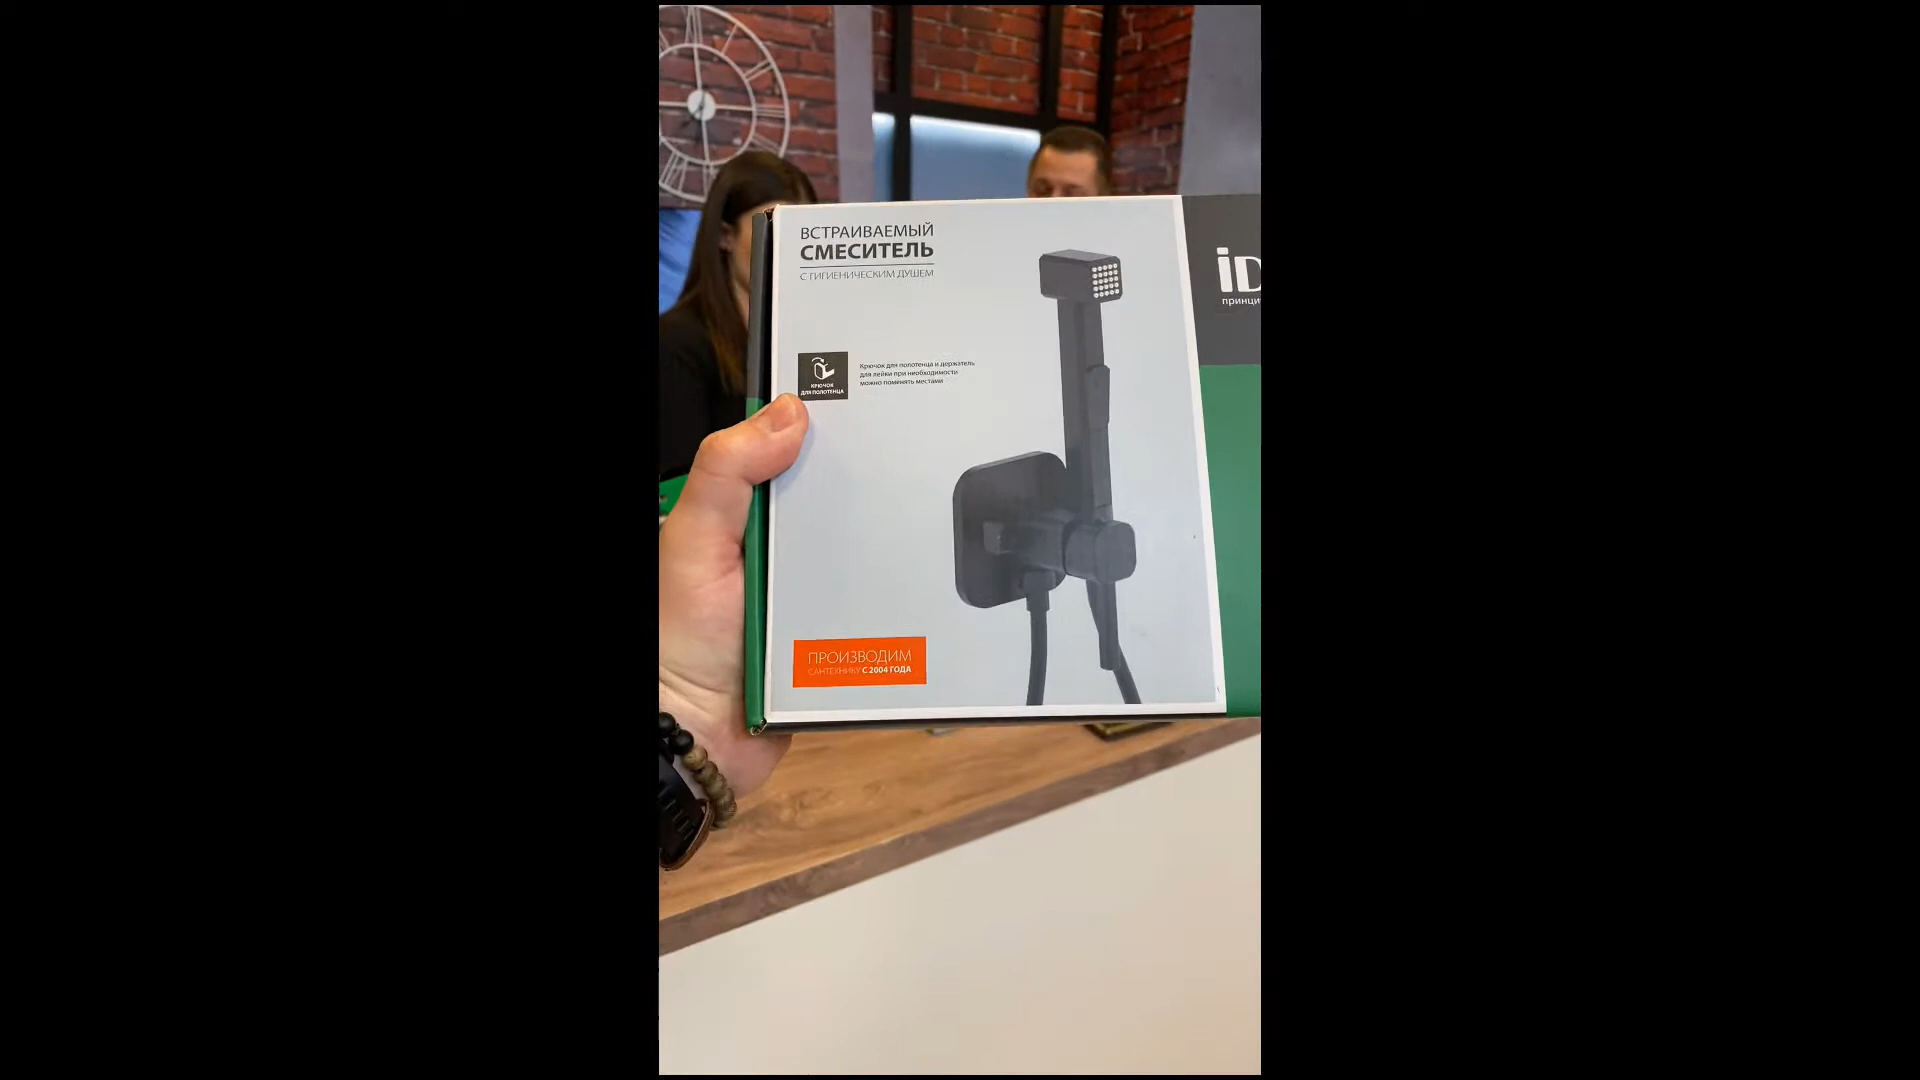 ВСТРАИВАЕМЫЙ
СМЕСИТЕЛЬ
С ГИГИЕНИЧЕСКИМ ДУШЕМ
КРЮЧОК
ДЛЯ ПОЛОТЕНЦА
Крючок для полотенца и держатель
для лейки при необходимости
можно поменять местами
ПРОИЗВОДИМ
САНТЕХНИКУ С 2004 ГОДА
iD
принци